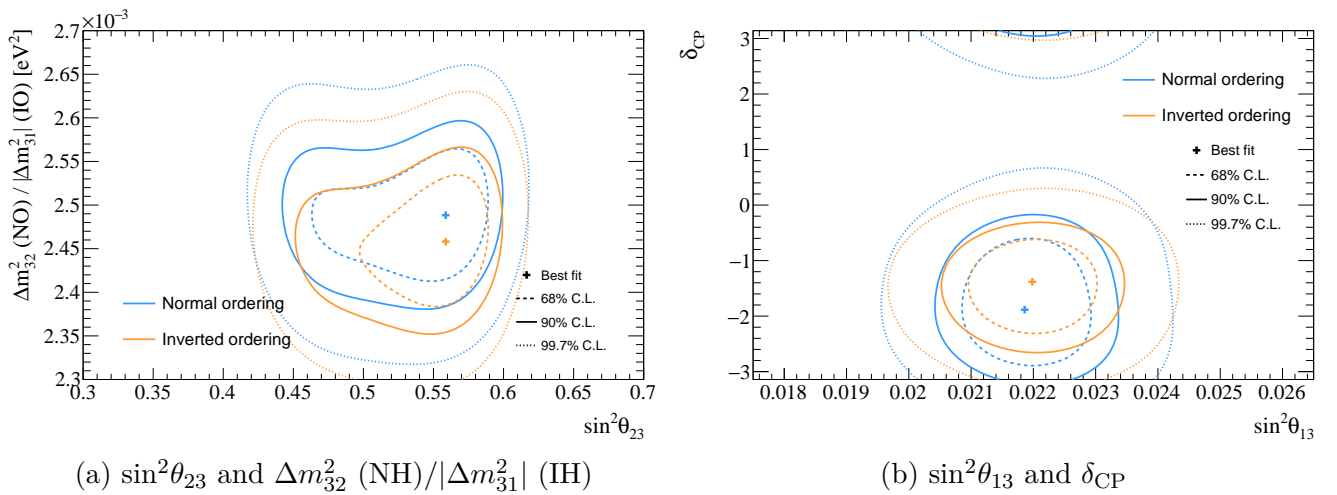 ×10⁻³
2.7
2.65
2.6
2.55
2.5
2.45
2.4
2.35
2.3
Δm²₃₂ (NO) / |Δm²₃₁| (IO) [eV²]
Normal ordering
Inverted ordering
Best fit
68% C.L.
90% C.L.
99.7% C.L.
0.3 0.4 0.45 0.5 0.55 0.6 0.65 0.7
sin²θ₂₃
(a) sin²θ₂₃ and Δm²₃₂ (NH)/|Δm²₃₁| (IH)
δCP
3
2
1
0
−1
−2
−3
Normal ordering
Inverted ordering
Best fit
68% C.L.
90% C.L.
99.7% C.L.
0.018 0.019 0.02 0.021 0.022 0.023 0.024 0.025 0.026
sin²θ₁₃
(b) sin²θ₁₃ and δCP